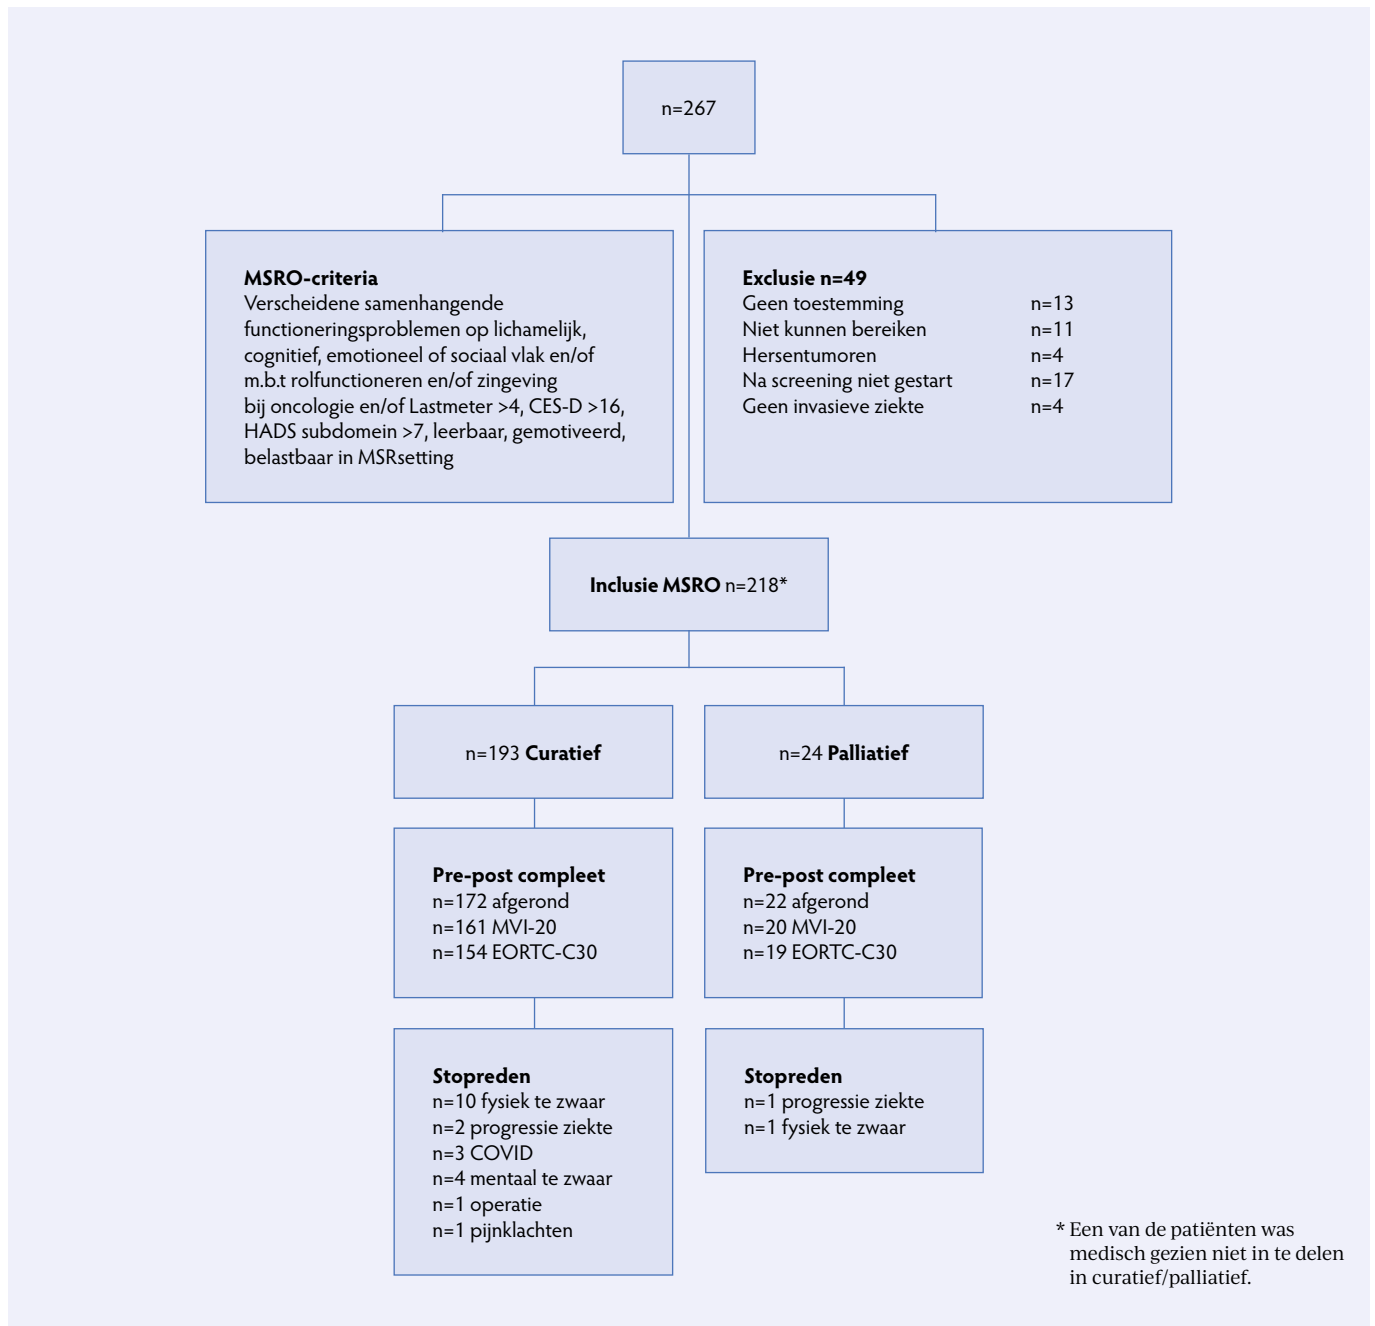 n=267
MSRO-criteria
Verscheidene samenhangende
functioneringsproblemen op lichamelijk,
cognitief, emotioneel of sociaal vlak en/of
m.b.t rolfunctioneren en/of zingeving
bij oncologie en/of Lastmeter >4, CES-D >16,
HADS subdomein >7, leerbaar, gemotiveerd,
belastbaar in MSRsetting
Exclusie n=49
Geen toestemming n=13
Niet kunnen bereiken n=11
Hersentumoren n=4
Na screening niet gestart n=17
Geen invasieve ziekte n=4
Inclusie MSRO n=218*
n=193 Curatief
n=24 Palliatief
Pre-post compleet
n=172 afgerond
n=161 MVI-20
n=154 EORTC-C30
Pre-post compleet
n=22 afgerond
n=20 MVI-20
n=19 EORTC-C30
Stopreden
n=10 fysiek te zwaar
n=2 progressie ziekte
n=3 COVID
n=4 mentaal te zwaar
n=1 operatie
n=1 pijnklachten
Stopreden
n=1 progressie ziekte
n=1 fysiek te zwaar
* Een van de patiënten was
medisch gezien niet in te delen
in curatief/palliatief.